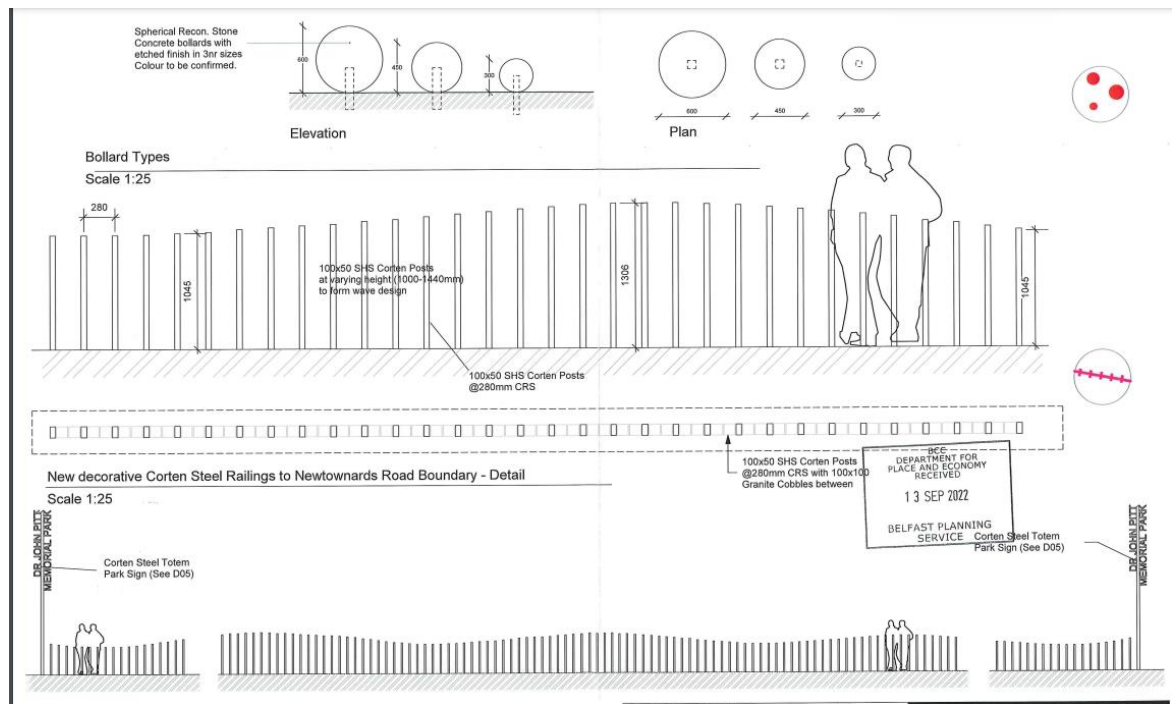 Spherical Recon. Stone
Concrete bollards with
etched finish in 3nr sizes
Colour to be confirmed.
600
450
300
600
450
300
Elevation
Plan
Bollard Types
Scale 1:25
280
1045
100x50 SHS Corten Posts
at varying height (1000-1440mm)
to form wave design
1306
1045
100x50 SHS Corten Posts
@280mm CRS
100x50 SHS Corten Posts
@280mm CRS with 100x100
Granite Cobbles between
New decorative Corten Steel Railings to Newtownards Road Boundary - Detail
Scale 1:25
BCC
DEPARTMENT FOR
PLACE AND ECONOMY
RECEIVED
13 SEP 2022
BELFAST PLANNING
SERVICE
DR JOHN PITT
MEMORIAL PARK
Corten Steel Totem
Park Sign (See D05)
Corten Steel Totem
Park Sign (See D05)
DR JOHN PITT
MEMORIAL PARK